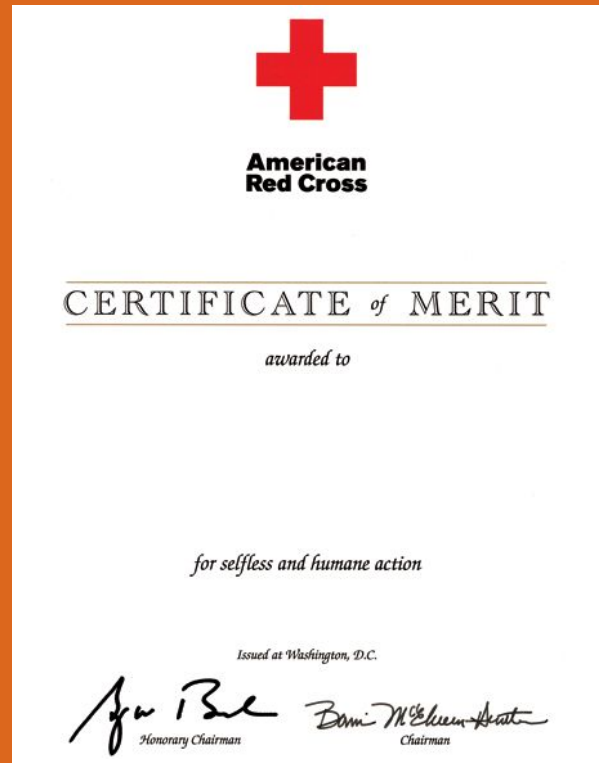 American
Red Cross
CERTIFICATE of MERIT
awarded to
for selfless and humane action
Issued at Washington, D.C.
Honorary Chairman
Chairman